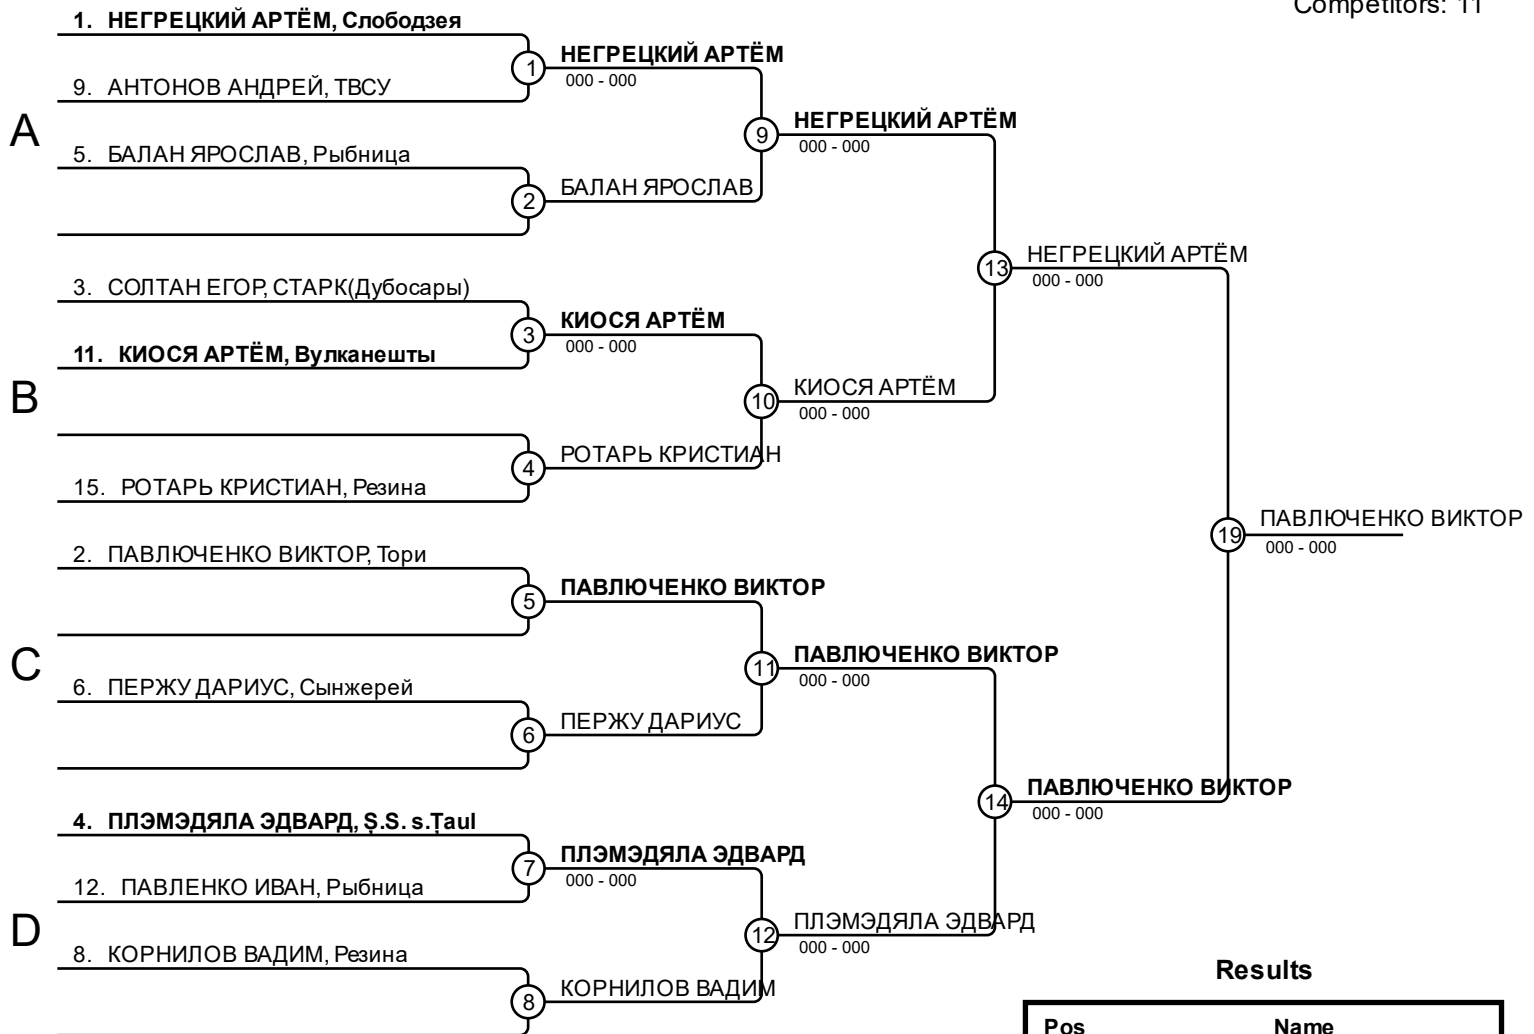 Competitors: 11
1. НЕГРЕЦКИЙ АРТЁМ, Слободзея
1 НЕГРЕЦКИЙ АРТЁМ
000 - 000
9. АНТОНОВ АНДРЕЙ, ТВСУ
A
9 НЕГРЕЦКИЙ АРТЁМ
000 - 000
5. БАЛАН ЯРОСЛАВ, Рыбница
2 БАЛАН ЯРОСЛАВ
13 НЕГРЕЦКИЙ АРТЁМ
000 - 000
3. СОЛТАН ЕГОР, СТАРК(Дубосары)
3 КИОСЯ АРТЁМ
000 - 000
11. КИОСЯ АРТЁМ, Вулканешты
B
10 КИОСЯ АРТЁМ
000 - 000
4 РОТАРЬ КРИСТИАН
15. РОТАРЬ КРИСТИАН, Резина
19 ПАВЛЮЧЕНКО ВИКТОР
000 - 000
2. ПАВЛЮЧЕНКО ВИКТОР, Тори
5 ПАВЛЮЧЕНКО ВИКТОР
C
11 ПАВЛЮЧЕНКО ВИКТОР
000 - 000
6. ПЕРЖУ ДАРИУС, Сынжерей
6 ПЕРЖУ ДАРИУС
14 ПАВЛЮЧЕНКО ВИКТОР
000 - 000
4. ПЛЭМЭДЯЛА ЭДВАРД, Ș.S. s.Țaul
7 ПЛЭМЭДЯЛА ЭДВАРД
000 - 000
12. ПАВЛЕНКО ИВАН, Рыбница
D
12 ПЛЭМЭДЯЛА ЭДВАРД
000 - 000
8. КОРНИЛОВ ВАДИМ, Резина
8 КОРНИЛОВ ВАДИМ
Results
Pos Name